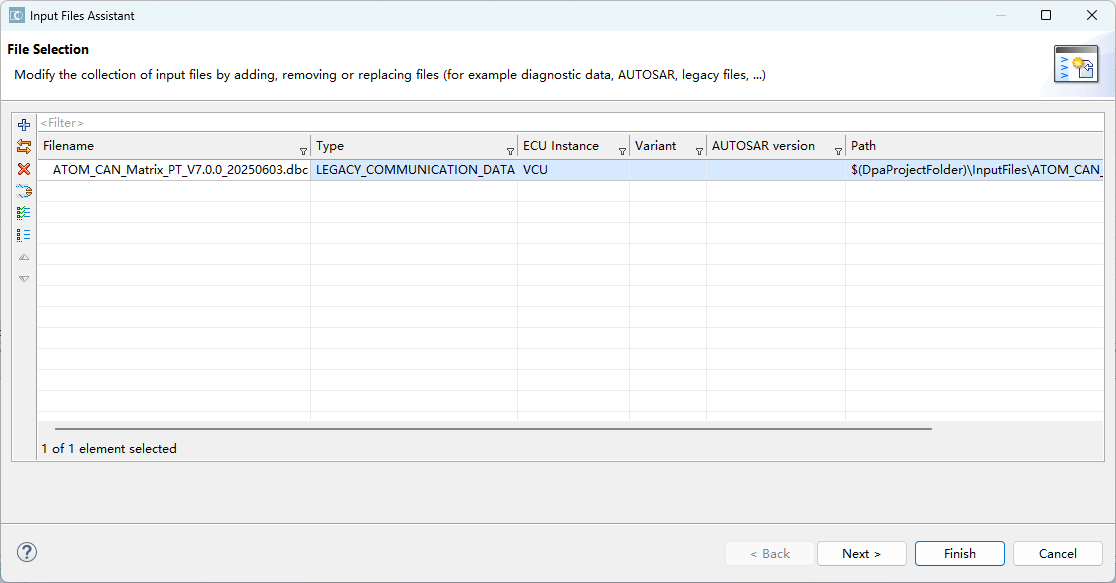 Input Files Assistant
File Selection
Modify the collection of input files by adding, removing or replacing files (for example diagnostic data, AUTOSAR, legacy files, ...)
<Filter>
Filename Type ECU Instance Variant AUTOSAR version Path
ATOM_CAN_Matrix_PT_V7.0.0_20250603.dbc LEGACY_COMMUNICATION_DATA VCU $(DpaProjectFolder)\InputFiles\ATOM_CAN_
1 of 1 element selected
? < Back Next > Finish Cancel